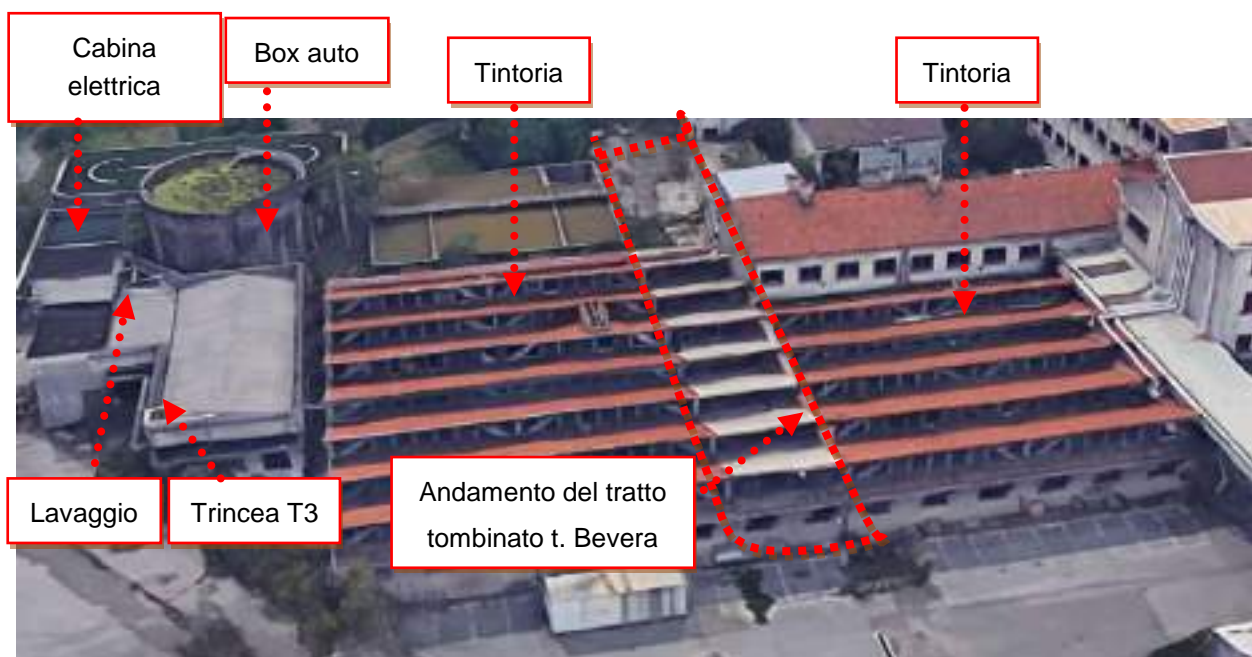 Cabina
elettrica
Box auto
Tintoria
Tintoria
Lavaggio
Trincea T3
Andamento del tratto
tombinato t. Bevera